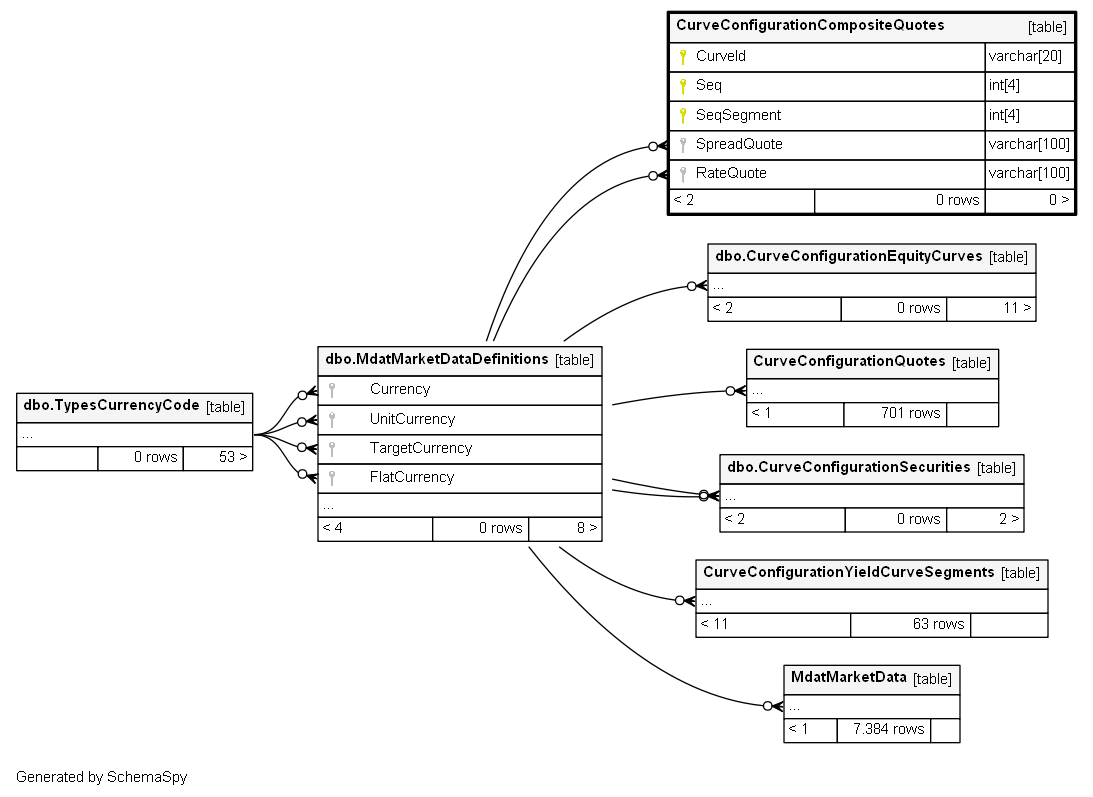 CurveConfigurationCompositeQuotes [table]
CurveId varchar[20]
Seq int[4]
SeqSegment int[4]
SpreadQuote varchar[100]
RateQuote varchar[100]
< 2 0 rows 0 >
dbo.CurveConfigurationEquityCurves [table]
...
< 2 0 rows 11 >
dbo.MdatMarketDataDefinitions [table]
Currency
UnitCurrency
TargetCurrency
FlatCurrency
...
< 4 0 rows 8 >
CurveConfigurationQuotes [table]
...
< 1 701 rows
dbo.TypesCurrencyCode [table]
...
0 rows 53 >
dbo.CurveConfigurationSecurities [table]
...
< 2 0 rows 2 >
CurveConfigurationYieldCurveSegments [table]
...
< 11 63 rows
MdatMarketData [table]
...
< 1 7.384 rows
Generated by SchemaSpy